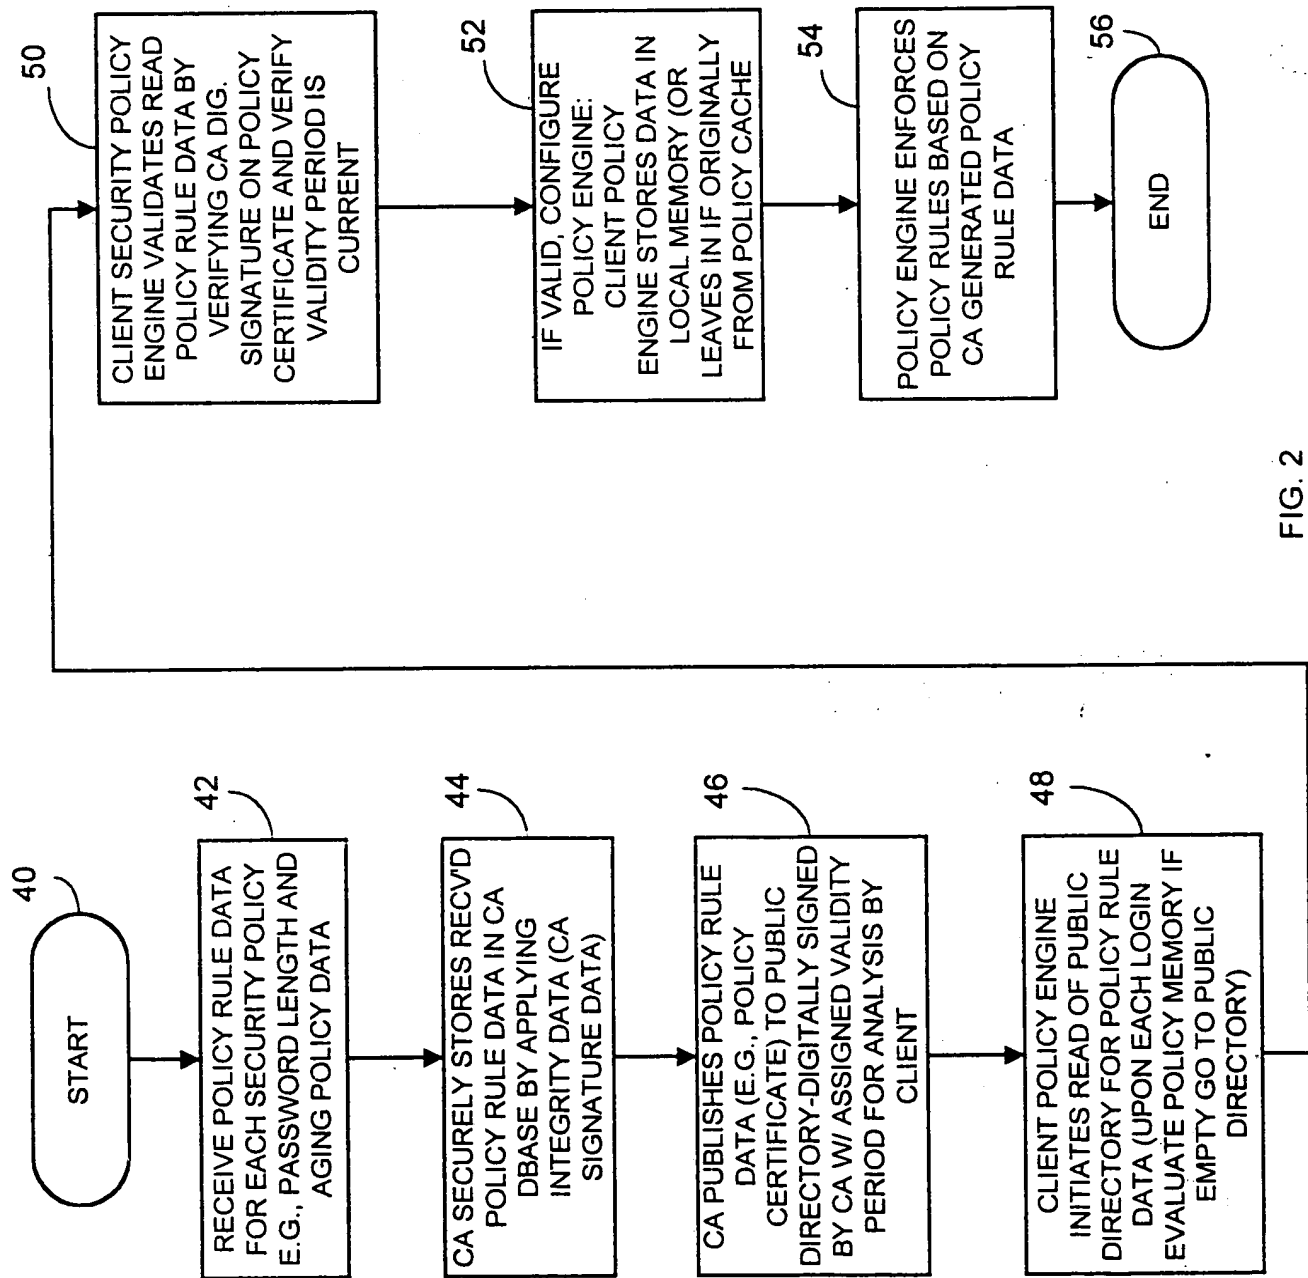 40
START
42
RECEIVE POLICY RULE DATA
FOR EACH SECURITY POLICY
E.G., PASSWORD LENGTH AND
AGING POLICY DATA
44
CA SECURELY STORES RECV'D
POLICY RULE DATA IN CA
DBASE BY APPLYING
INTEGRITY DATA (CA
SIGNATURE DATA)
46
CA PUBLISHES POLICY RULE
DATA (E.G., POLICY
CERTIFICATE) TO PUBLIC
DIRECTORY-DIGITALLY SIGNED
BY CA W/ ASSIGNED VALIDITY
PERIOD FOR ANALYSIS BY
CLIENT
48
CLIENT POLICY ENGINE
INITIATES READ OF PUBLIC
DIRECTORY FOR POLICY RULE
DATA (UPON EACH LOGIN
EVALUATE POLICY MEMORY IF
EMPTY GO TO PUBLIC
DIRECTORY)
50
CLIENT SECURITY POLICY
ENGINE VALIDATES READ
POLICY RULE DATA BY
VERIFYING CA DIG.
SIGNATURE ON POLICY
CERTIFICATE AND VERIFY
VALIDITY PERIOD IS
CURRENT
52
IF VALID, CONFIGURE
POLICY ENGINE:
CLIENT POLICY
ENGINE STORES DATA IN
LOCAL MEMORY (OR
LEAVES IN IF ORIGINALLY
FROM POLICY CACHE
54
POLICY ENGINE ENFORCES
POLICY RULES BASED ON
CA GENERATED POLICY
RULE DATA
56
END
FIG. 2